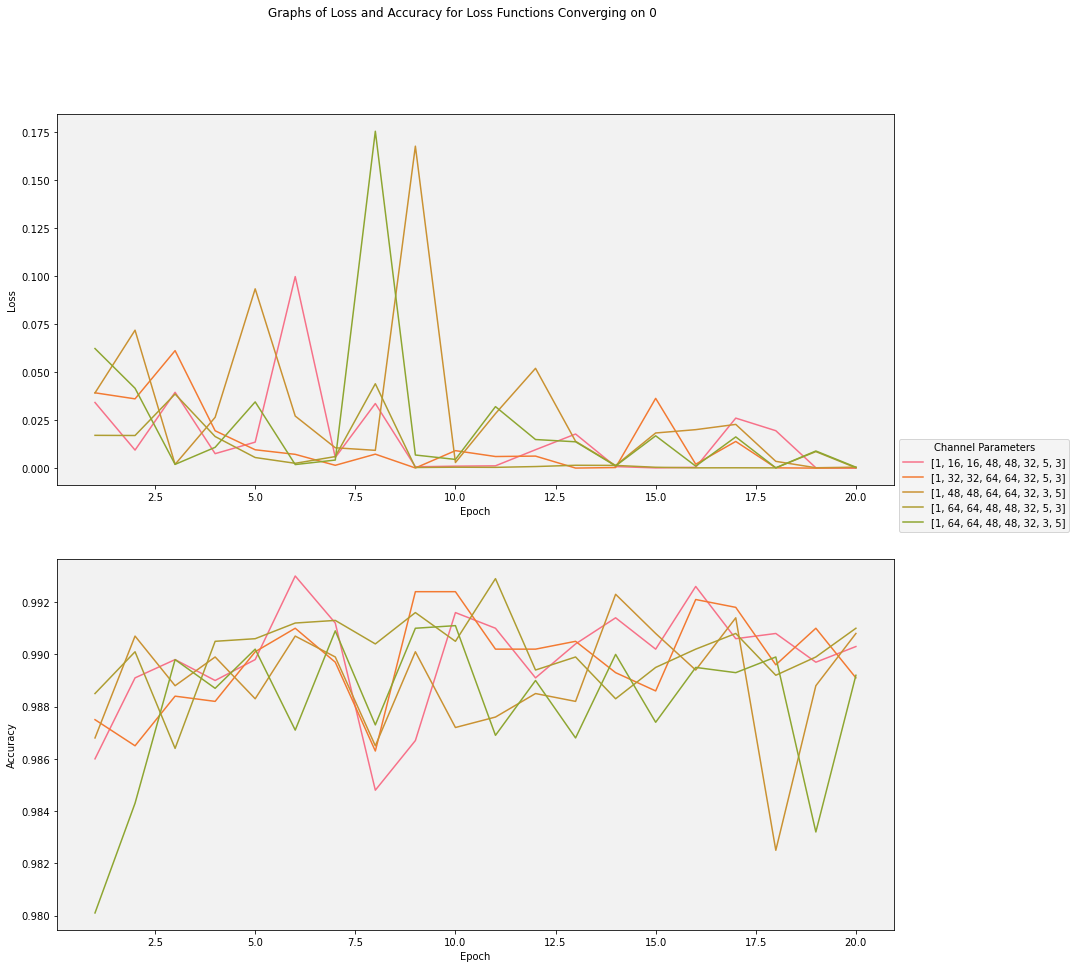 Graphs of Loss and Accuracy for Loss Functions Converging on 0
0.175
0.150
0.125
0.100
0.075
0.050
0.025
0.000
Loss
2.5 5.0 7.5 10.0 12.5 15.0 17.5 20.0
Epoch
Channel Parameters
[1, 16, 16, 48, 48, 32, 5, 3]
[1, 32, 32, 64, 64, 32, 5, 3]
[1, 48, 48, 64, 64, 32, 3, 5]
[1, 64, 64, 48, 48, 32, 5, 3]
[1, 64, 64, 48, 48, 32, 3, 5]
0.992
0.990
0.988
0.986
0.984
0.982
0.980
Accuracy
2.5 5.0 7.5 10.0 12.5 15.0 17.5 20.0
Epoch